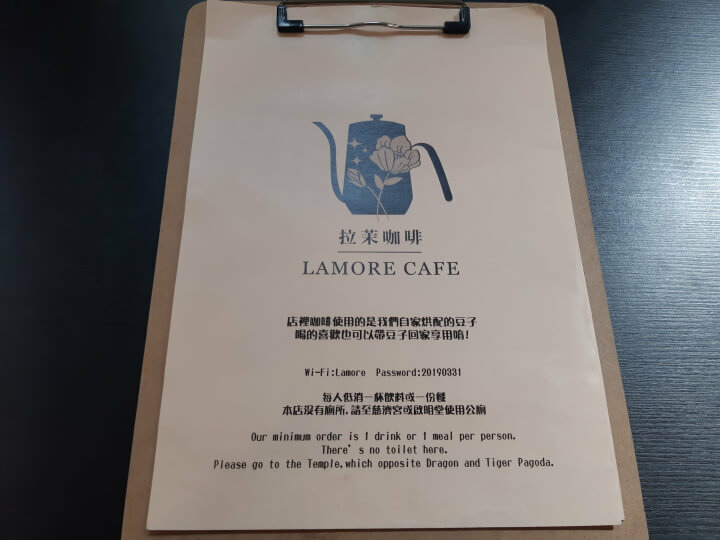 拉茉咖啡
LAMORE CAFE
店裡咖啡使用的是我們自家烘配的豆子
喝的喜歡也可以帶豆子回家享用唷!
Wi-Fi:Lamore Password:20190331
每人低消一杯飲料或一份餐
本店沒有廁所,請至慈濟宮或啟明堂使用公廁
Our minimum order is 1 drink or 1 meal per person.
There's no toilet here.
Please go to the Temple,which opposite Dragon and Tiger Pagoda.